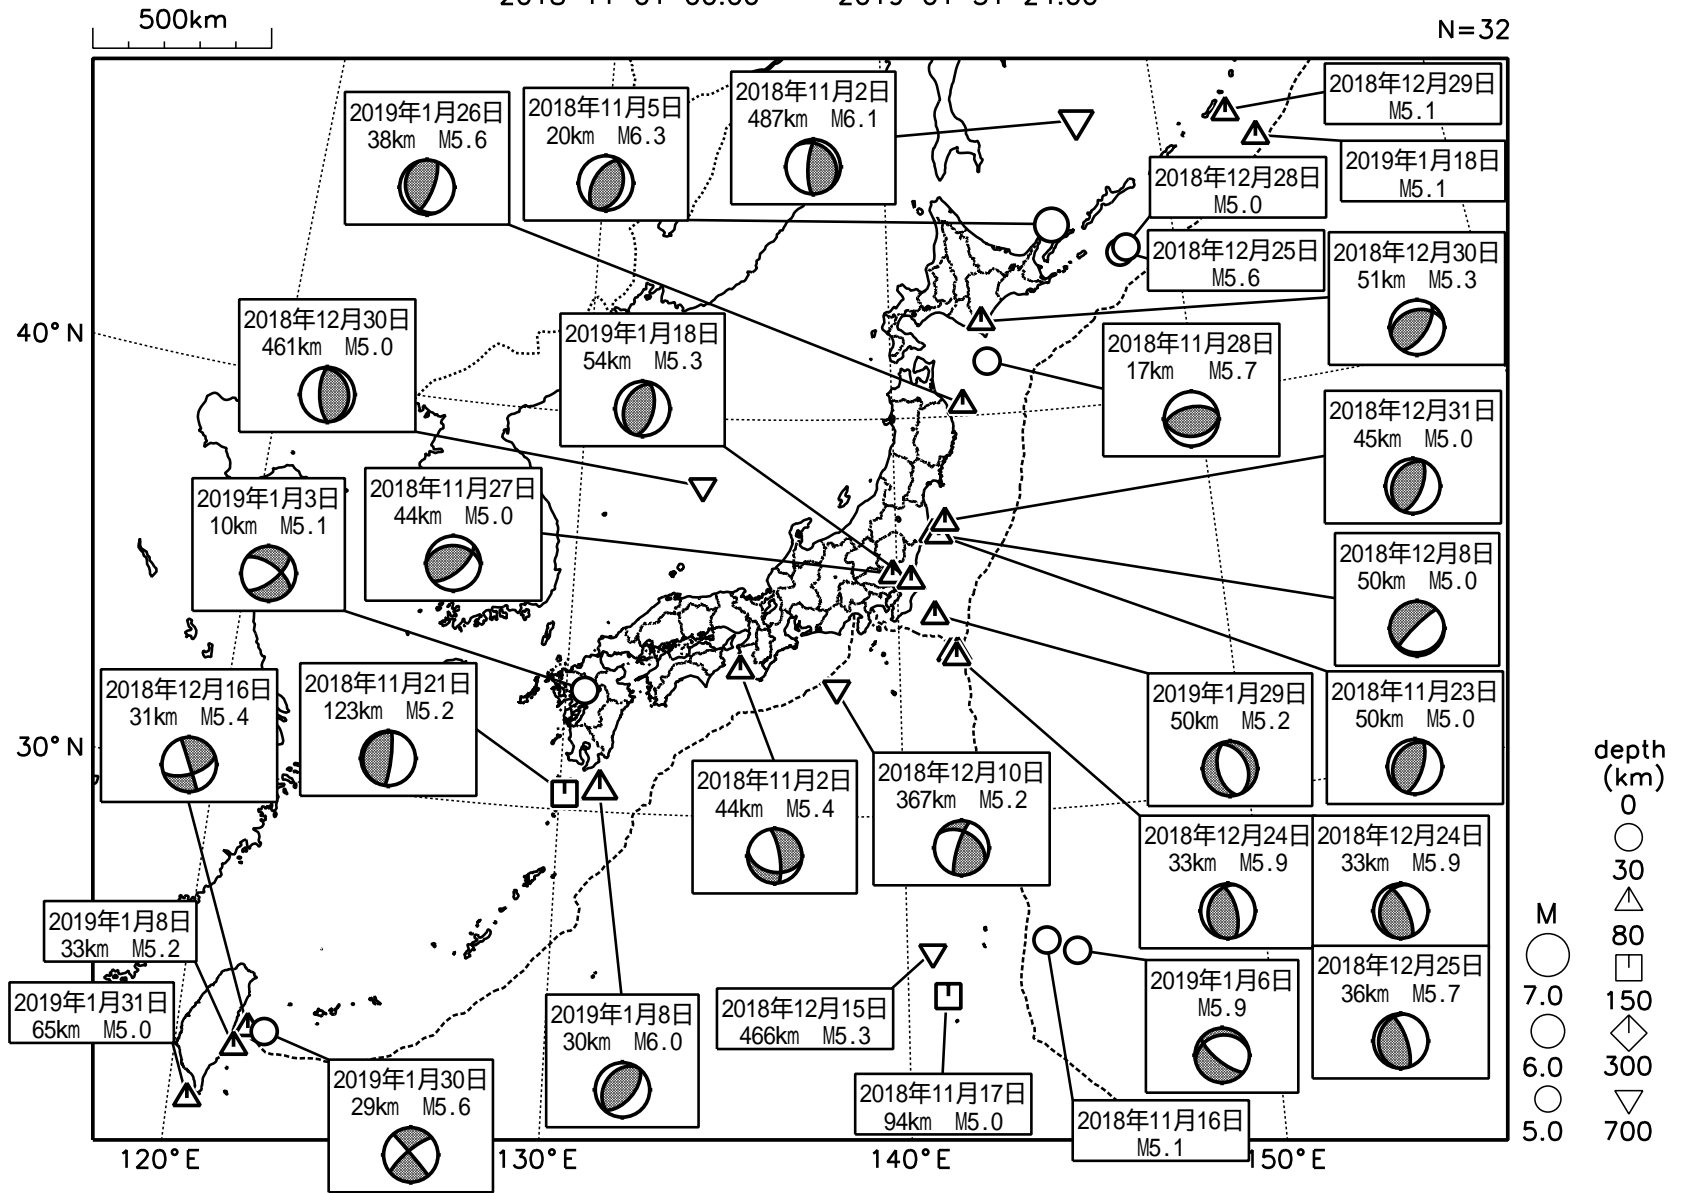 500km
N=32
2019年1月26日
38km M5.6
2018年11月5日
20km M6.3
2018年11月2日
487km M6.1
2018年12月29日
M5.1
2019年1月18日
M5.1
2018年12月28日
M5.0
2018年12月25日
M5.6
2018年12月30日
51km M5.3
40°N
2018年12月30日
461km M5.0
2019年1月18日
54km M5.3
2018年11月28日
17km M5.7
2018年12月31日
45km M5.0
2019年1月3日
10km M5.1
2018年11月27日
44km M5.0
2018年12月8日
50km M5.0
2018年12月16日
31km M5.4
2018年11月21日
123km M5.2
2019年1月29日
50km M5.2
2018年11月23日
50km M5.0
30°N
2018年11月2日
44km M5.4
2018年12月10日
367km M5.2
2018年12月24日
33km M5.9
2018年12月24日
33km M5.9
2019年1月8日
33km M5.2
2019年1月31日
65km M5.0
2019年1月8日
30km M6.0
2018年12月15日
466km M5.3
2019年1月6日
M5.9
2018年12月25日
36km M5.7
2019年1月30日
29km M5.6
2018年11月17日
94km M5.0
2018年11月16日
M5.1
120°E
130°E
140°E
150°E
M
7.0
6.0
5.0
depth
(km)
0
30
80
150
300
700